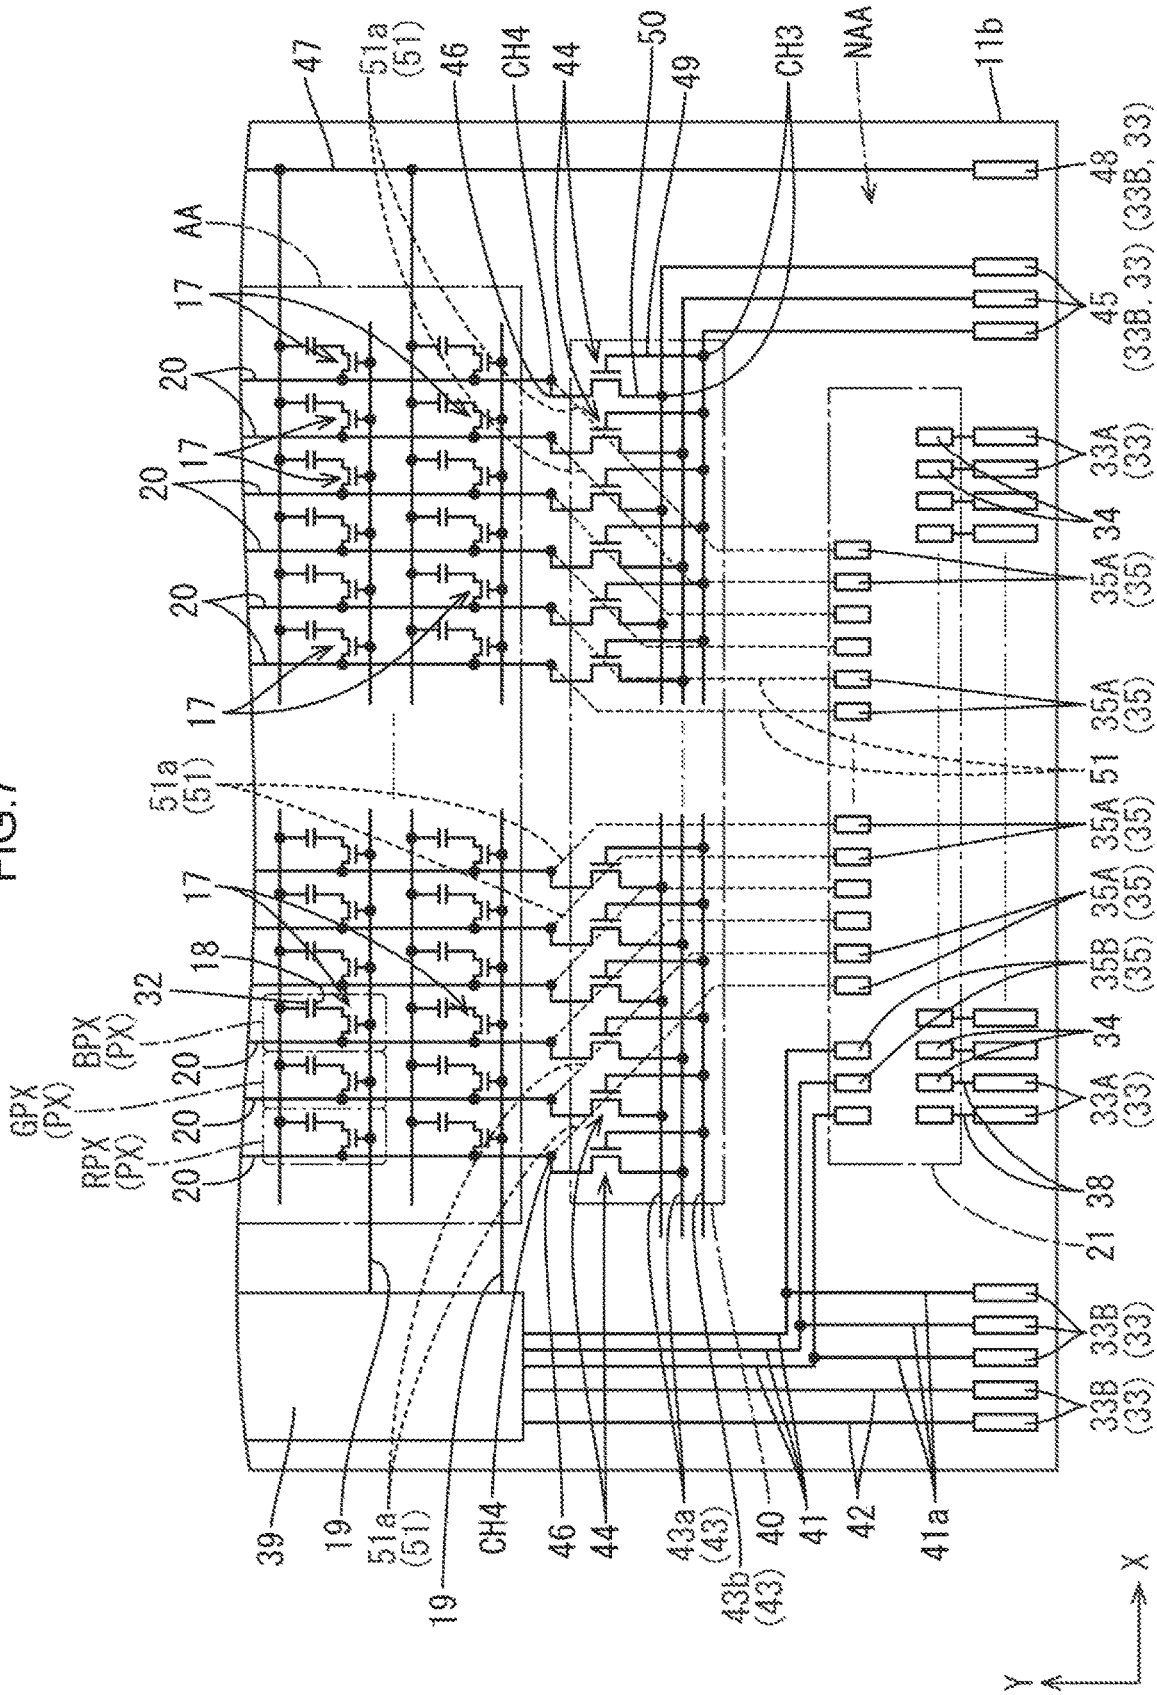 FIG.7
GPX
(PX)
RPX
(PX)
BPX
(PX)
20
20
20
32
18
17
51a
(51)
17
20
20
17
20
17
20
AA
47
51a
(51)
46
CH4
44
50
49
CH3
NAA
11b
39
19
51a
(51)
19
CH4
46
44
43a
(43)
43b
(43)
40
41
42
41a
33B
(33)
33B
(33)
21
38
33A
(33)
34
35B
(35)
35A
(35)
35A
(35)
51
35A
(35)
35A
(35)
34
33A
(33)
45
(33B, 33)
48
(33B, 33)
Y
X